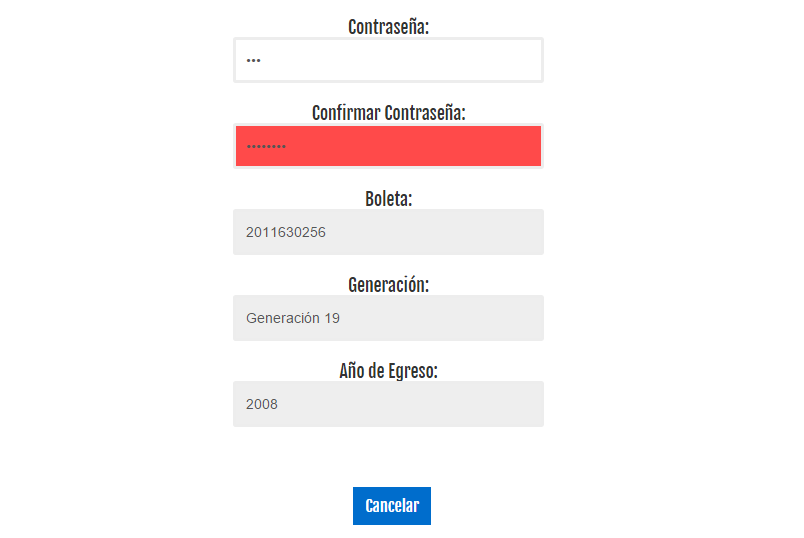 Contraseña:
•••
Confirmar Contraseña:
••••••••
Boleta:
2011630256
Generación:
Generación 19
Año de Egreso:
2008
Cancelar